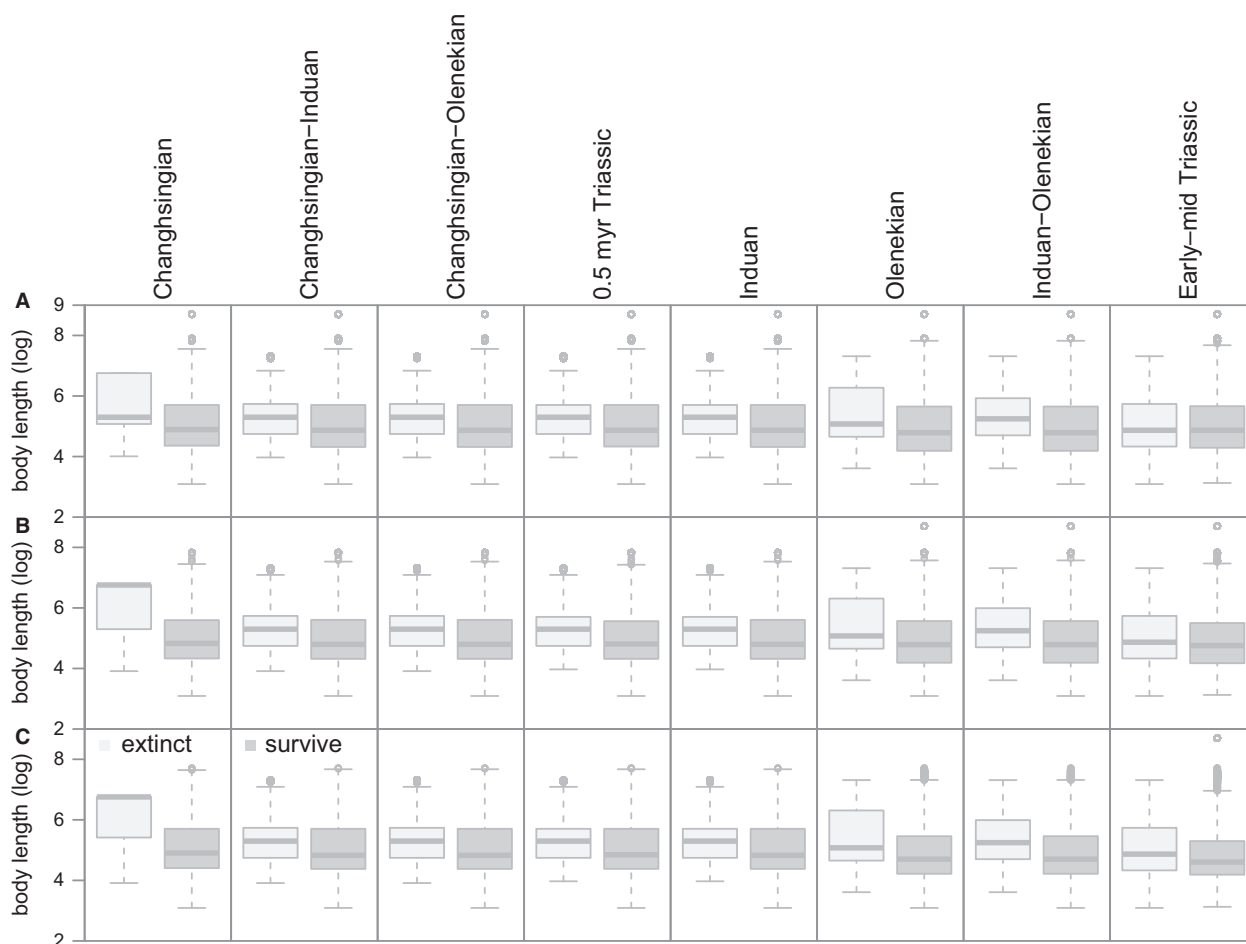 Changhsingian
Changhsingian–Induan
Changhsingian–Olenekian
0.5 myr Triassic
Induan
Olenekian
Induan–Olenekian
Early–mid Triassic
A
9
8
6
4
2
body length (log)
B
8
6
4
2
body length (log)
C
extinct
survive
8
6
4
2
body length (log)